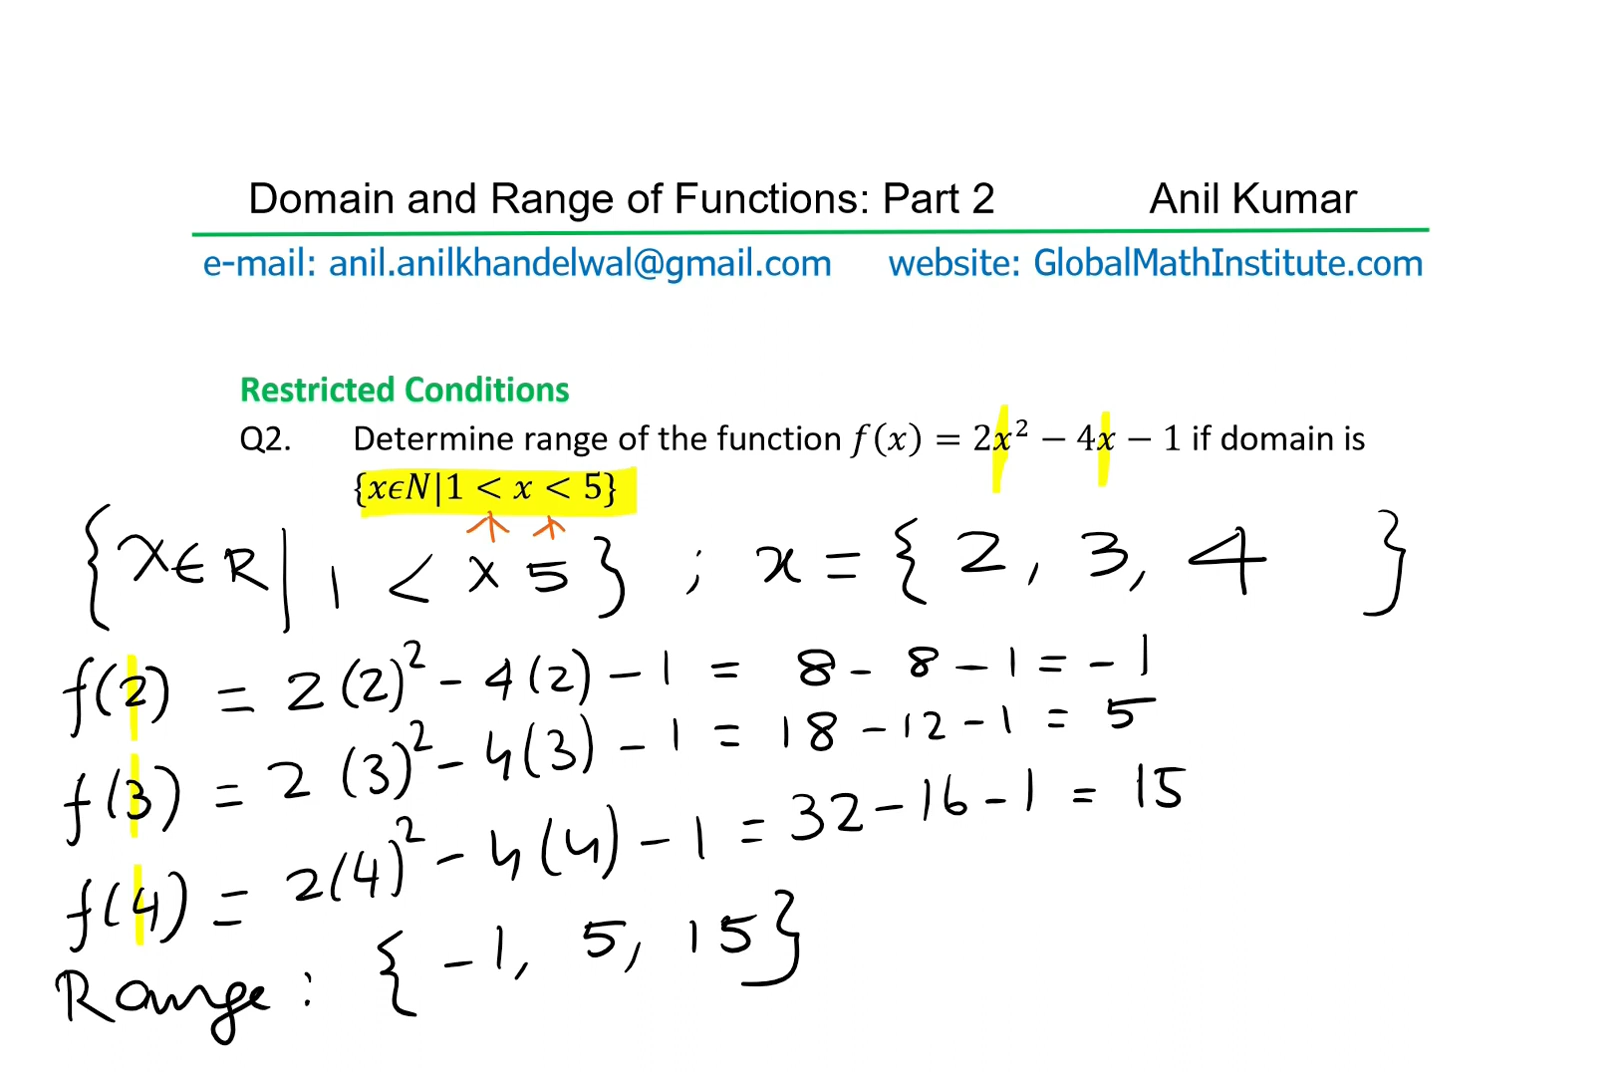 Domain and Range of Functions: Part 2 Anil Kumar
e-mail: anil.anilkhandelwal@gmail.com website: GlobalMathInstitute.com
Restricted Conditions
Q2. Determine range of the function f(x) = 2x² − 4x − 1 if domain is
{xϵN|1 < x < 5}
{x∈R| 1 < x 5} ; x = { 2, 3, 4 }
f(2) = 2(2)² - 4(2) - 1 = 8 - 8 - 1 = -1
f(3) = 2(3)² - 4(3) - 1 = 18 - 12 - 1 = 5
f(4) = 2(4)² - 4(4) - 1 = 32 - 16 - 1 = 15
Range : { -1, 5, 15}